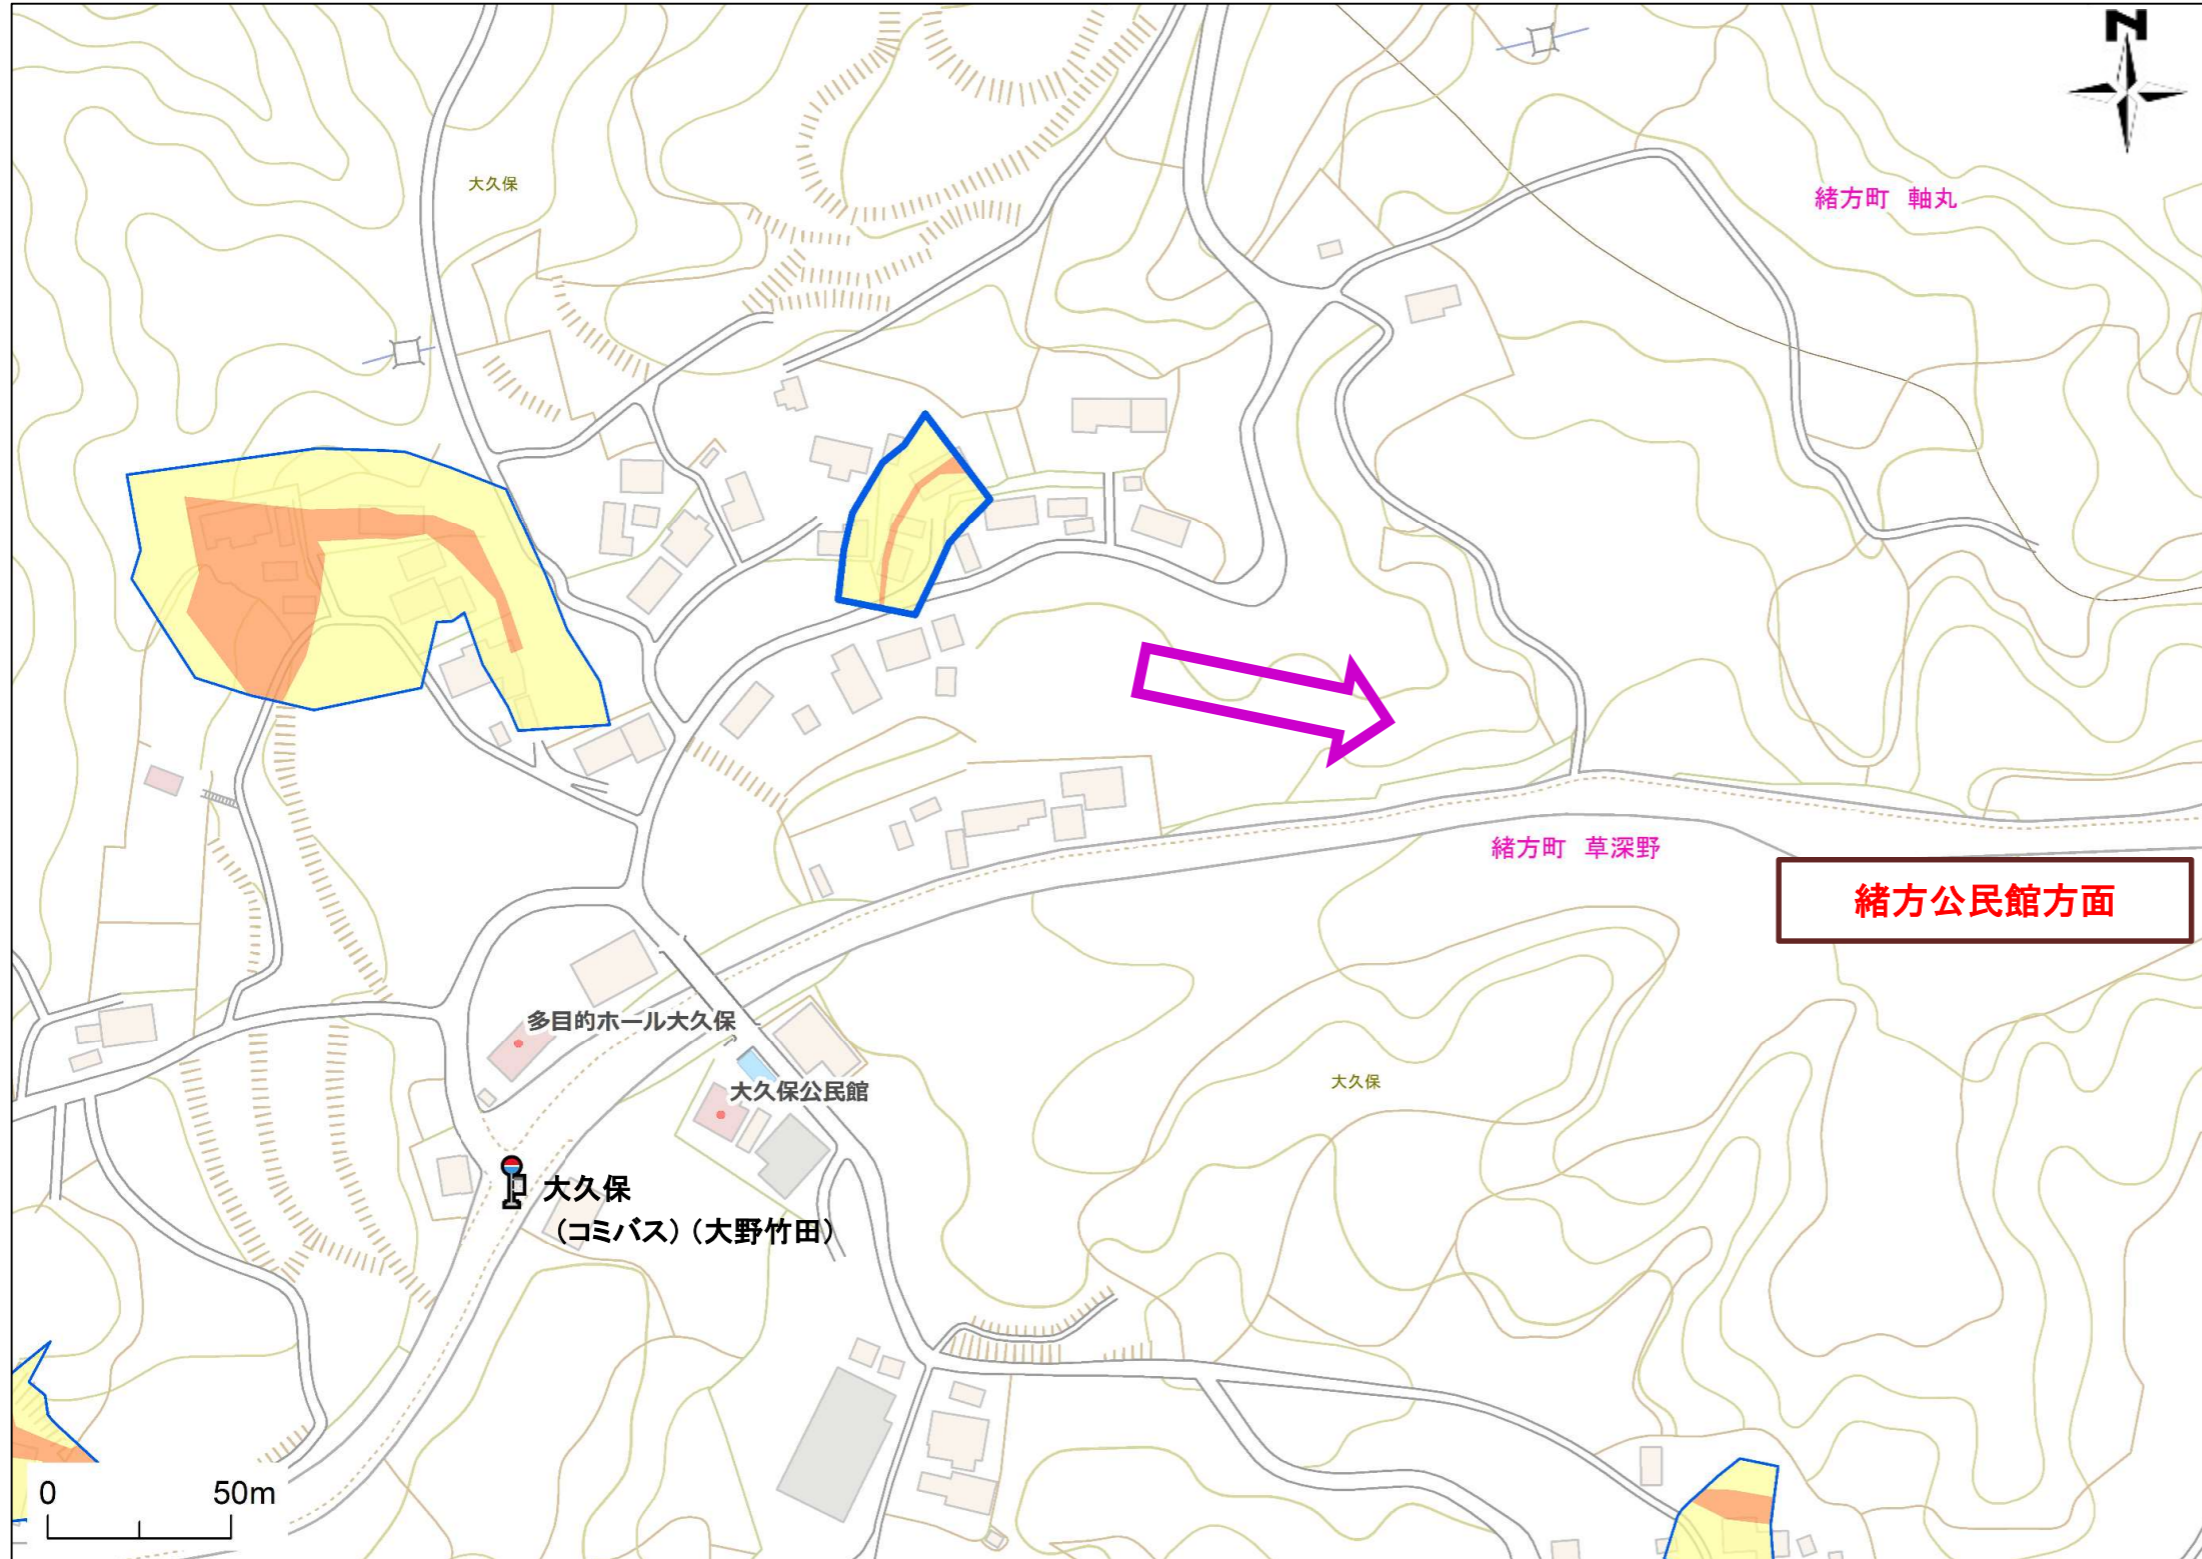 N
大久保
緒方町 軸丸
緒方町 草深野
緒方公民館方面
多目的ホール大久保
大久保公民館
大久保
大久保
(コミバス)(大野竹田)
0 50m